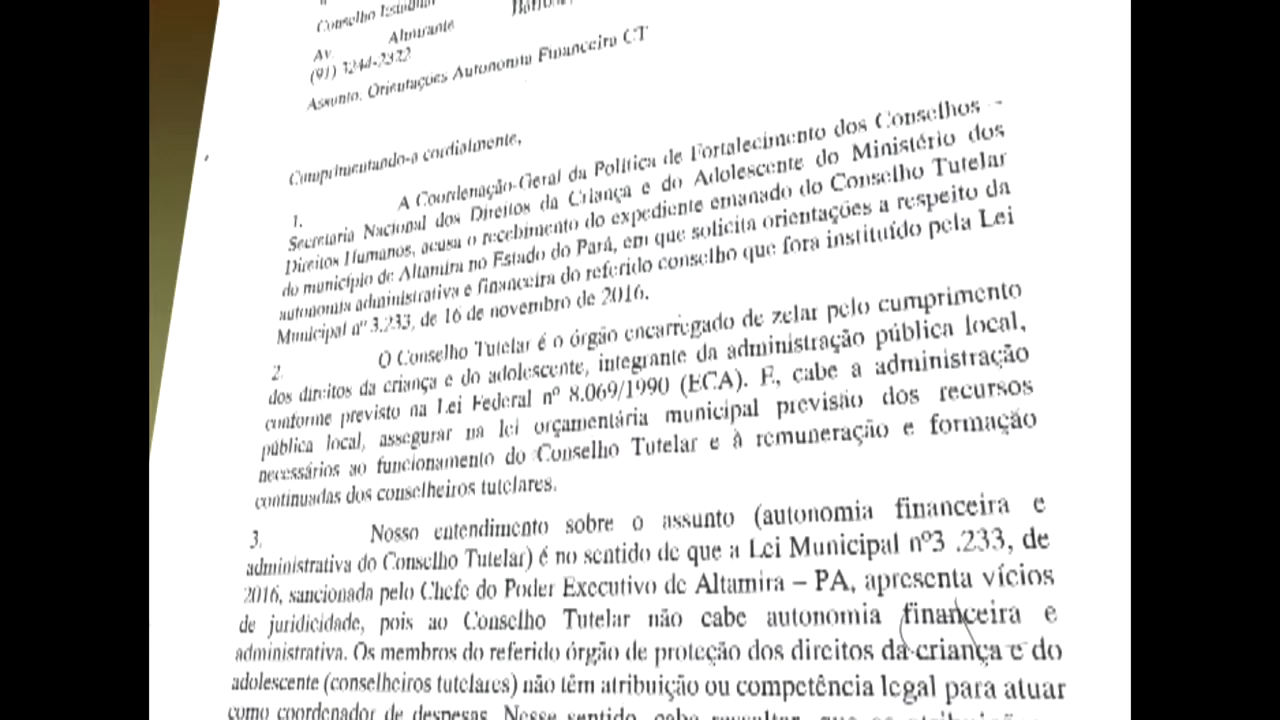 Conselho Estadual
Av. Almirante
(91) 3244-2322
Assunto. Orientações Autonomia Financeira CT
Cumprimentando-a cordialmente,
1. A Coordenação-Geral da Política de Fortalecimento dos Conselhos -
Secretaria Nacional dos Direitos da Criança e do Adolescente do Ministério dos
Direitos Humanos, acusa o recebimento do expediente emanado do Conselho Tutelar
do município de Altamira no Estado do Pará, em que solicita orientações a respeito da
autonomia administrativa e financeira do referido conselho que fora instituído pela Lei
Municipal nº 3.233, de 16 de novembro de 2016.
2. O Conselho Tutelar é o órgão encarregado de zelar pelo cumprimento
dos direitos da criança e do adolescente, integrante da administração pública local,
conforme previsto na Lei Federal nº 8.069/1990 (ECA). E, cabe a administração
pública local, assegurar na lei orçamentária municipal previsão dos recursos
necessários ao funcionamento do Conselho Tutelar e à remuneração e formação
continuadas dos conselheiros tutelares.
3. Nosso entendimento sobre o assunto (autonomia financeira e
administrativa do Conselho Tutelar) é no sentido de que a Lei Municipal nº3 .233, de
2016, sancionada pelo Chefe do Poder Executivo de Altamira – PA, apresenta vícios
de juridicidade, pois ao Conselho Tutelar não cabe autonomia financeira e
administrativa. Os membros do referido órgão de proteção dos direitos da criança e do
adolescente (conselheiros tutelares) não têm atribuição ou competência legal para atuar
como coordenador de despesas. Nesse sentido, cabe